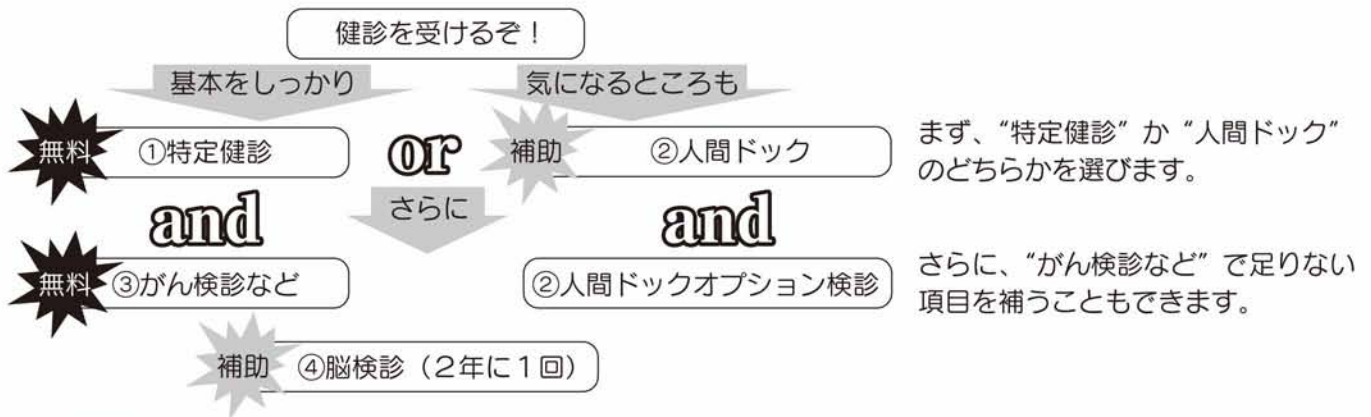 健診を受けるぞ！
基本をしっかり
気になるところも
無料
①特定健診
or
補助
②人間ドック
まず、“特定健診”か“人間ドック”
のどちらかを選びます。
and
さらに
and
無料
③がん検診など
②人間ドックオプション検診
さらに、“がん検診など”で足りない
項目を補うこともできます。
補助
④脳検診（２年に１回）